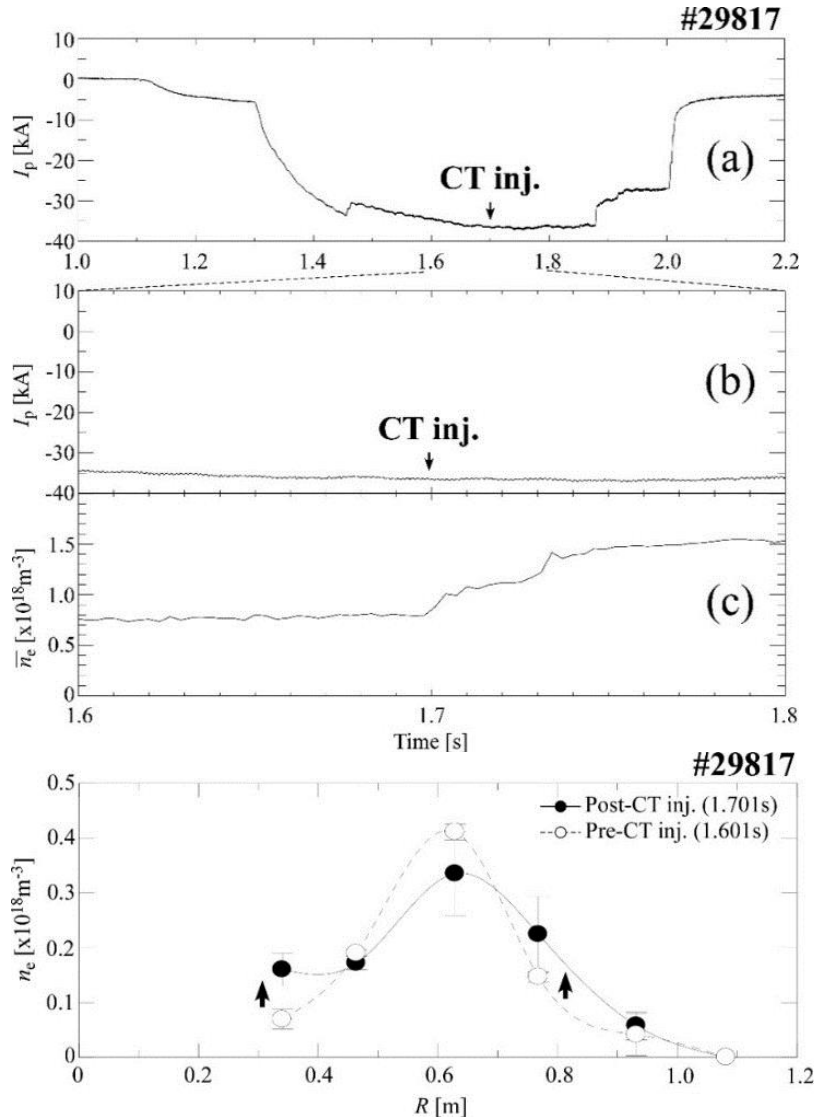 #29817
10
0
-10
-20
-30
-40
I_p [kA]
CT inj.
(a)
1.0 1.2 1.4 1.6 1.8 2.0 2.2
10
0
-10
-20
-30
-40
I_p [kA]
CT inj.
(b)
1.5
1.0
0.5
0
n̅_e [x10^18 m^-3]
(c)
1.6 1.7 1.8
Time [s]
#29817
0.5
0.4
0.3
0.2
0.1
0
n_e [x10^18 m^-3]
Post-CT inj. (1.701s)
Pre-CT inj. (1.601s)
0 0.2 0.4 0.6 0.8 1.0 1.2
R [m]